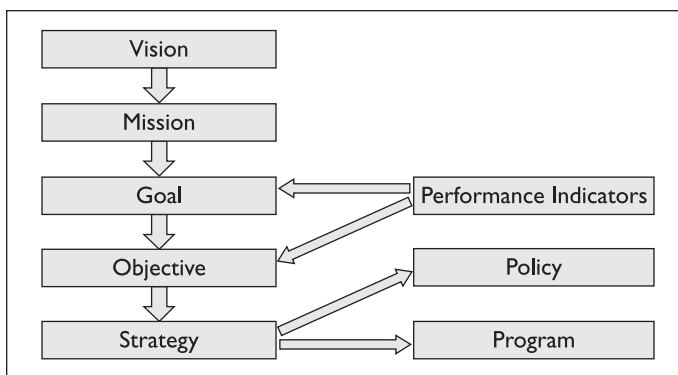 Vision
Mission
Goal
Performance Indicators
Objective
Policy
Strategy
Program